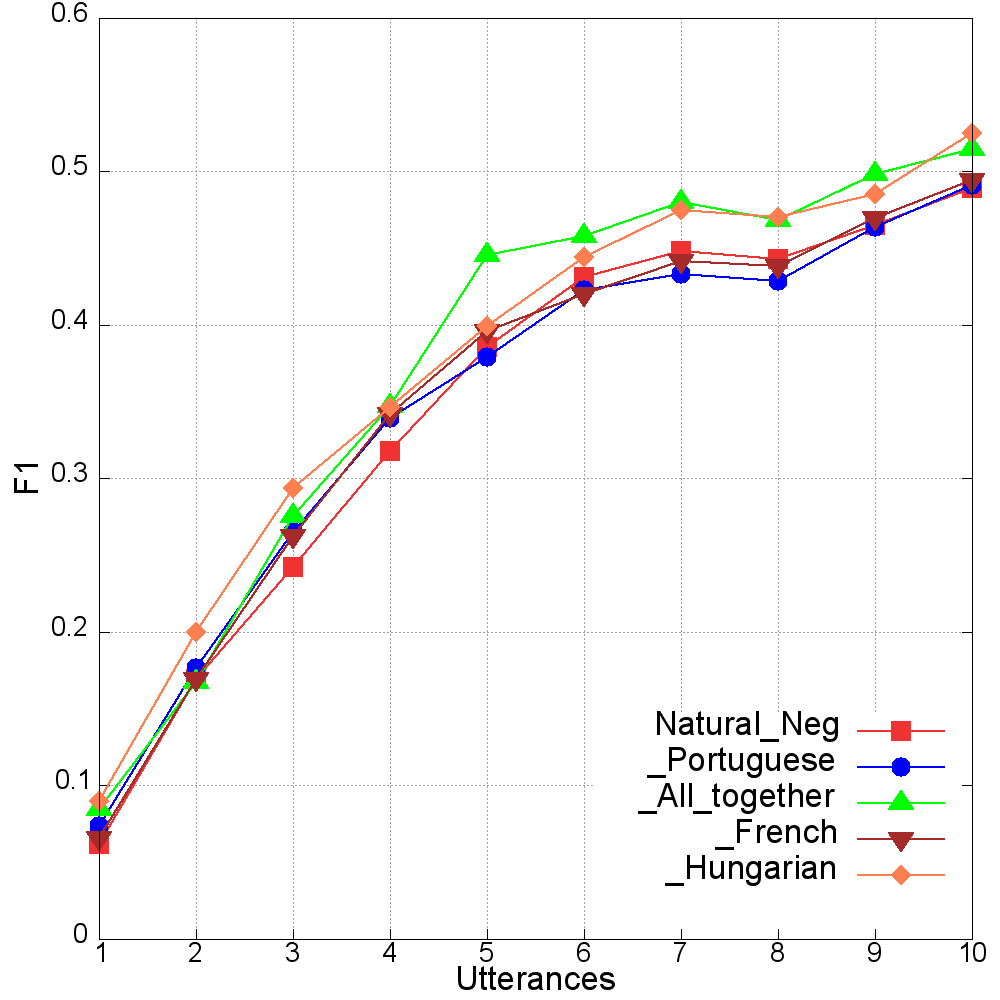 0.6
0.5
0.4
0.3
0.2
0.1
0
F1
1 2 3 4 5 6 7 8 9 10
Utterances
Natural_Neg
_Portuguese
_All_together
_French
_Hungarian